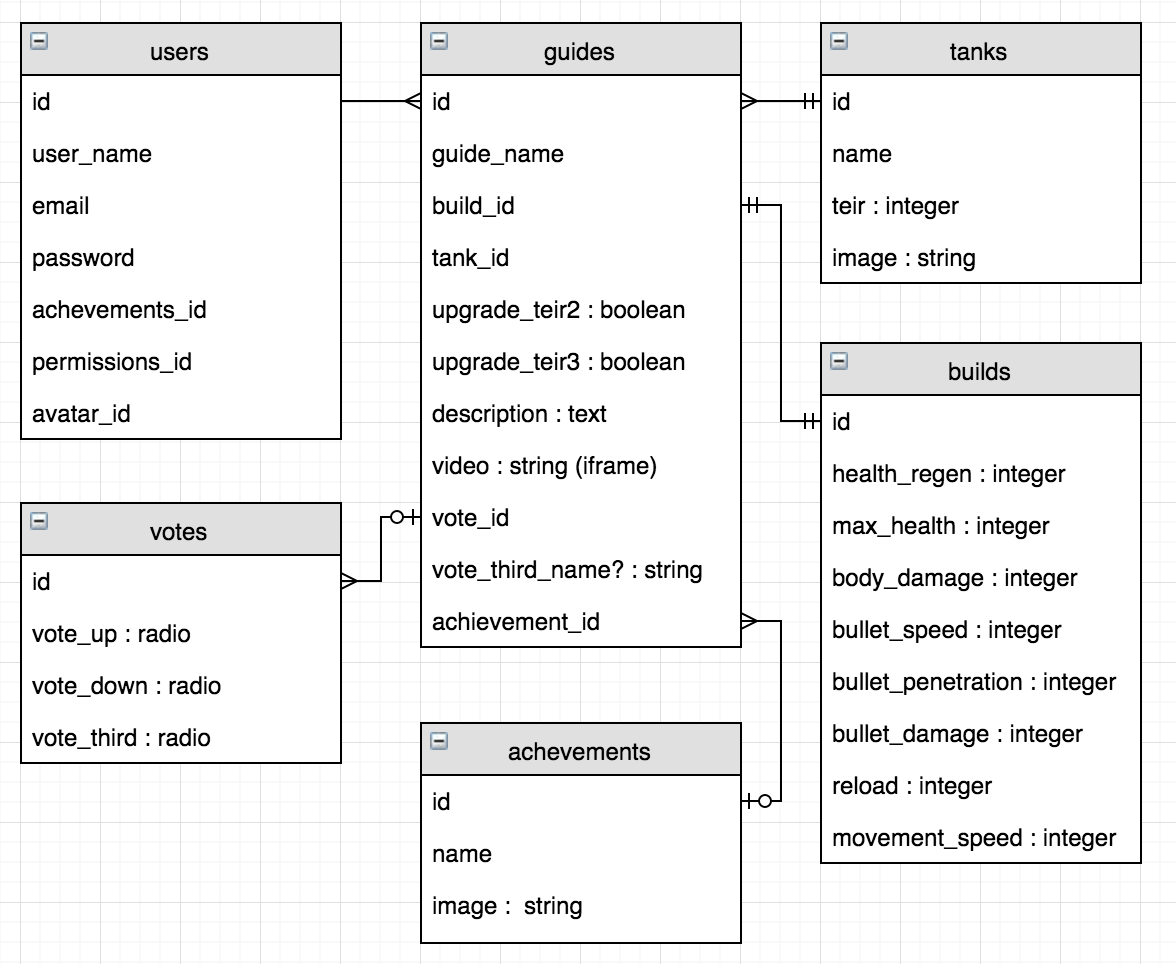 users
id
user_name
email
password
achevements_id
permissions_id
avatar_id
votes
id
vote_up : radio
vote_down : radio
vote_third : radio
guides
id
guide_name
build_id
tank_id
upgrade_teir2 : boolean
upgrade_teir3 : boolean
description : text
video : string (iframe)
vote_id
vote_third_name? : string
achievement_id
achevements
id
name
image :  string
tanks
id
name
teir : integer
image : string
builds
id
health_regen : integer
max_health : integer
body_damage : integer
bullet_speed : integer
bullet_penetration : integer
bullet_damage : integer
reload : integer
movement_speed : integer